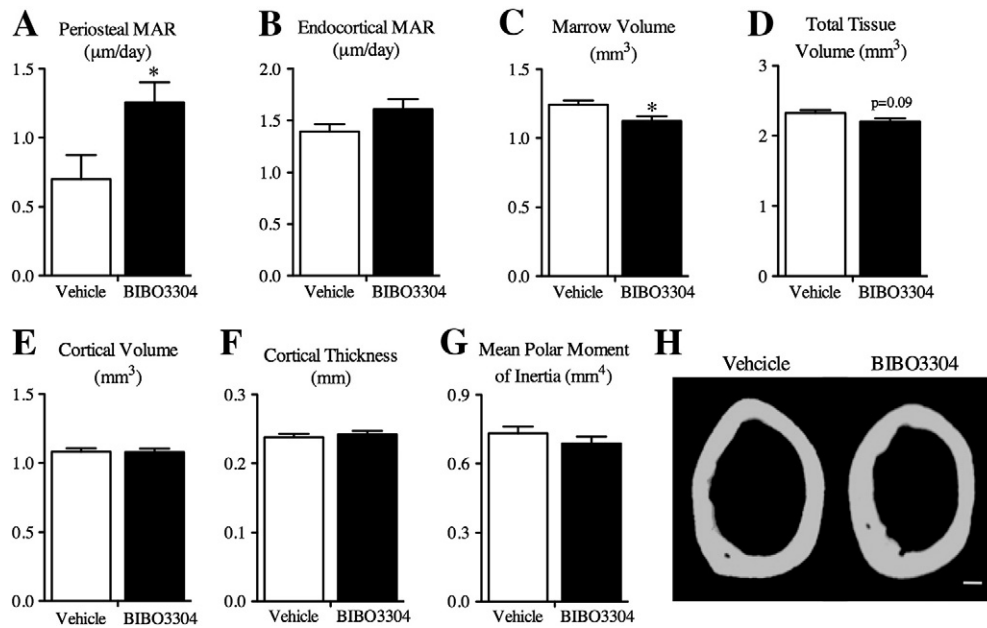 A
Periosteal MAR
(μm/day)
1.5
1.0
0.5
0.0
*
Vehicle
BIBO3304
B
Endocortical MAR
(μm/day)
2.0
1.5
1.0
0.5
0.0
Vehicle
BIBO3304
C
Marrow Volume
(mm³)
1.5
1.0
0.5
0.0
*
Vehicle
BIBO3304
D
Total Tissue
Volume (mm³)
3
2
1
0
p=0.09
Vehicle
BIBO3304
E
Cortical Volume
(mm³)
1.5
1.0
0.5
0.0
Vehicle
BIBO3304
F
Cortical Thickness
(mm)
0.3
0.2
0.1
0.0
Vehicle
BIBO3304
G
Mean Polar Moment
of Inertia (mm⁴)
0.9
0.6
0.3
0.0
Vehicle
BIBO3304
H
Vehcicle
BIBO3304